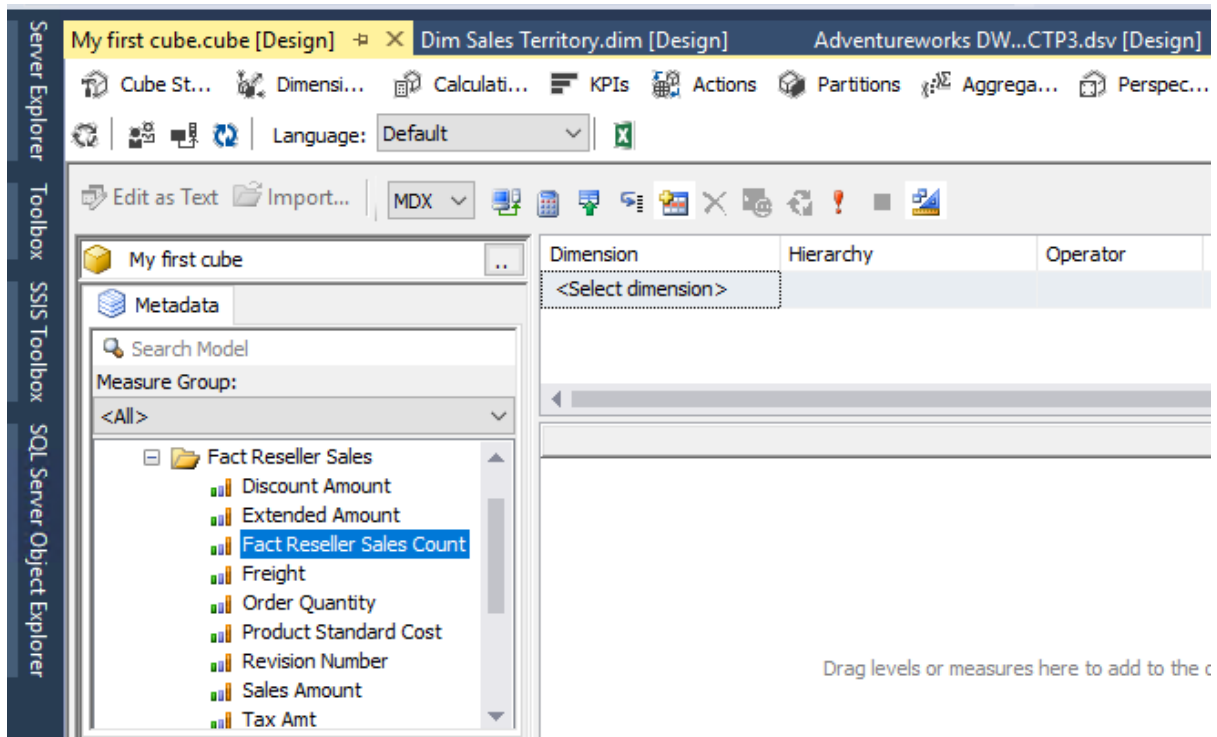 Server Explorer
Toolbox
SSIS Toolbox
SQL Server Object Explorer
My first cube.cube [Design] Dim Sales Territory.dim [Design] Adventureworks DW...CTP3.dsv [Design]
Cube St... Dimensi... Calculati... KPIs Actions Partitions Aggrega... Perspec...
Language: Default
Edit as Text Import... MDX
My first cube ..
Dimension Hierarchy Operator
<Select dimension>
Metadata
Search Model
Measure Group:
<All>
Fact Reseller Sales
Discount Amount
Extended Amount
Fact Reseller Sales Count
Freight
Order Quantity
Product Standard Cost
Revision Number
Sales Amount
Tax Amt
Drag levels or measures here to add to the